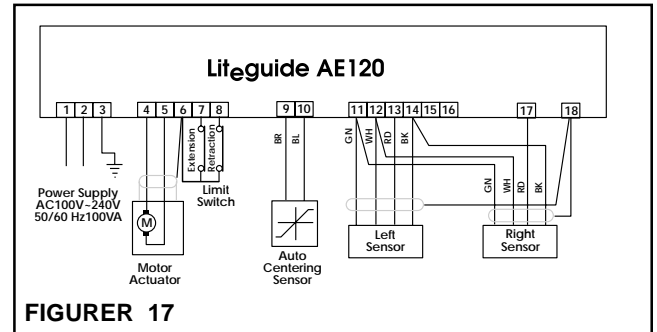 Liteguide AE120
1 2 3 4 5 6 7 8 9 10 11 12 13 14 15 16 17 18
Extension
Retraction
BR
BL
GN
WH
RD
BK
GN
WH
RD
BK
Power Supply
AC100V~240V
50/60 Hz100VA
Limit
Switch
M
Motor
Actuator
Auto
Centering
Sensor
Left
Sensor
Right
Sensor
FIGURER 17